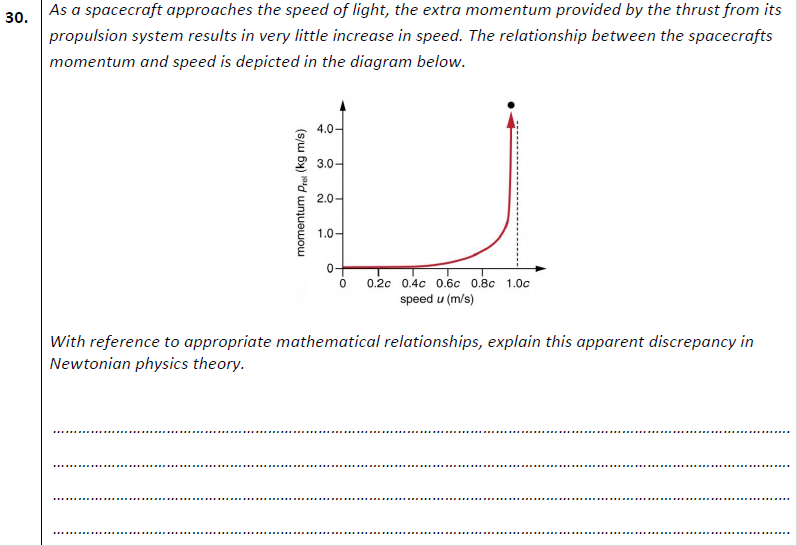 30.
As a spacecraft approaches the speed of light, the extra momentum provided by the thrust from its
propulsion system results in very little increase in speed. The relationship between the spacecrafts
momentum and speed is depicted in the diagram below.
momentum prel (kg m/s)
4.0
3.0
2.0
1.0
0
0 0.2c 0.4c 0.6c 0.8c 1.0c
speed u (m/s)
With reference to appropriate mathematical relationships, explain this apparent discrepancy in
Newtonian physics theory.